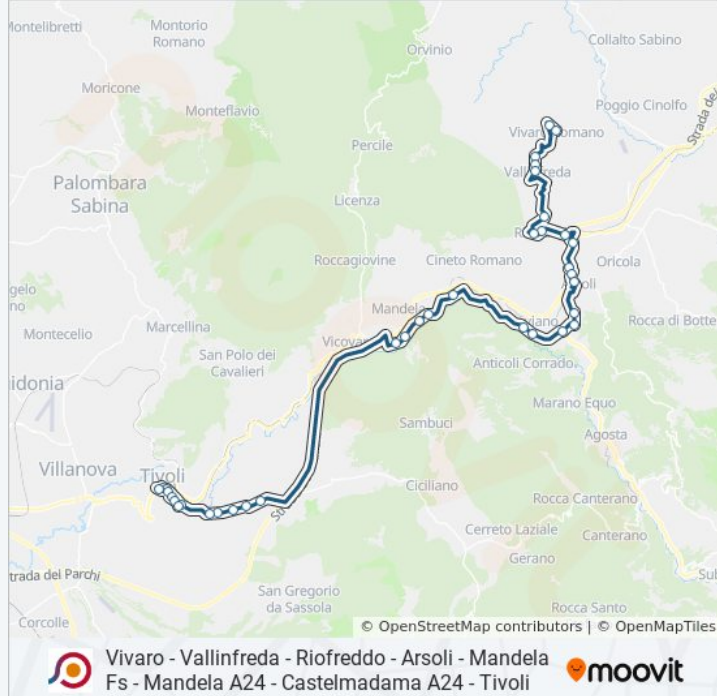 Montelibretti
Montorio
Romano
Orvinio
Collalto Sabino
Moricone
Monteflavio
Poggio Cinolfo
Vivaro Romano
Percile
Palombara
Sabina
Licenza
Roccagiovine
Cineto Romano
Oricola
Marcellina
Mandela
Rocca di Botte
Montecelio
San Polo dei
Cavalieri
Anticoli Corrado
Marano Equo
Sambuci
Agosta
Villanova
Tivoli
Ciciliano
Rocca Canterano
Cerreto Laziale
Canterano
Gerano
trada dei Parchi
San Gregorio
da Sassola
Rocca Santo
Corcolle
© OpenStreetMap contributors | © OpenMapTiles
Vivaro - Vallinfreda - Riofreddo - Arsoli - Mandela
Fs - Mandela A24 - Castelmadama A24 - Tivoli
moovit